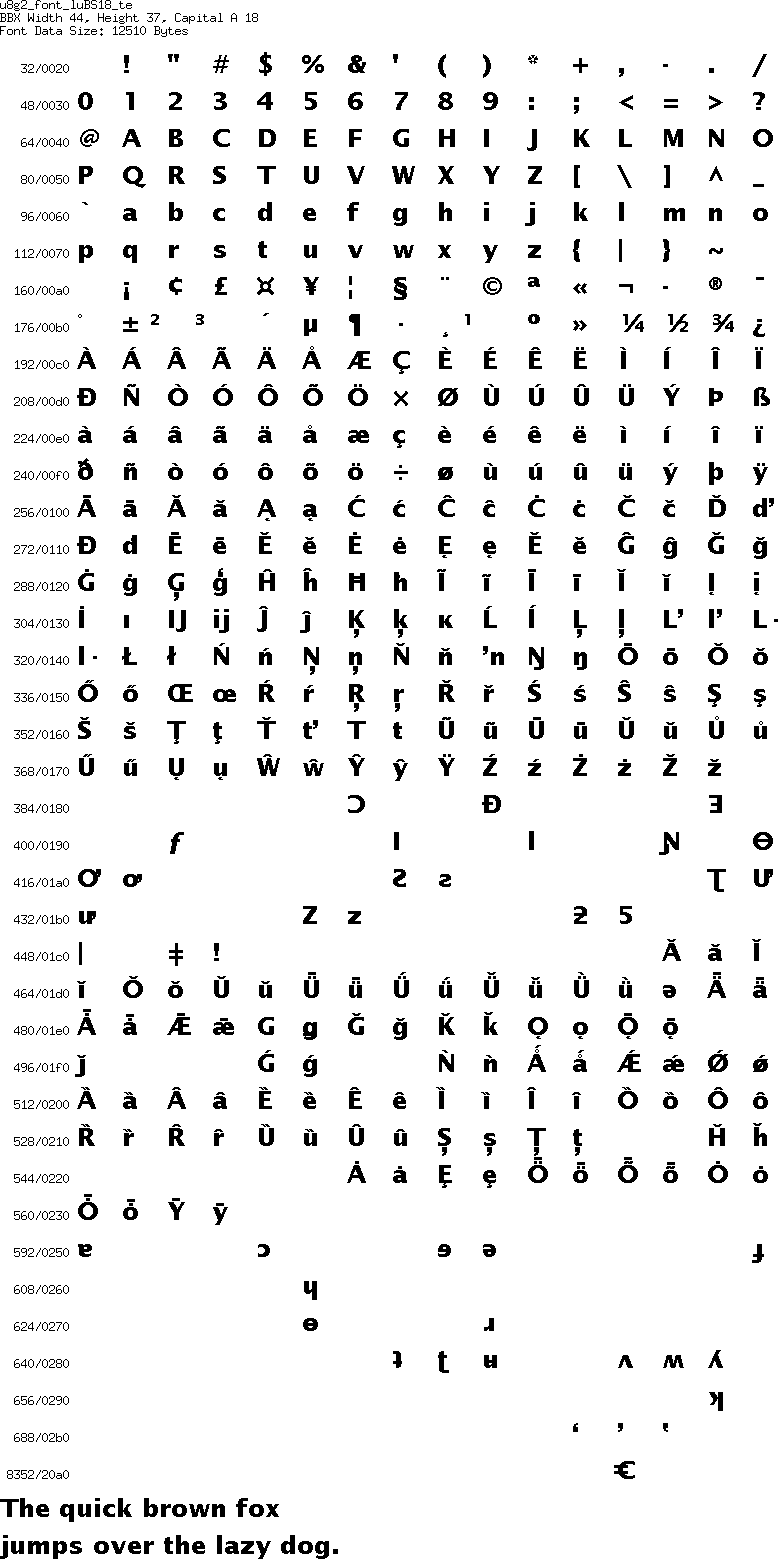 u8g2_font_luBS18_te
BBX Width 44, Height 37, Capital A 18
Font Data Size: 12510 Bytes
32/0020 ! " # $ % & ' ( ) * + , - . /
48/0030 0 1 2 3 4 5 6 7 8 9 : ; < = > ?
64/0040 @ A B C D E F G H I J K L M N O
80/0050 P Q R S T U V W X Y Z [ \ ] ^ _
96/0060 ` a b c d e f g h i j k l m n o
112/0070 p q r s t u v w x y z { | } ~
160/00a0 ¡ ¢ £ ¤ ¥ ¦ § ¨ © ª « ¬ - ® ¯
176/00b0 ° ± ² ³ ´ µ ¶ · ¸ ¹ º » ¼ ½ ¾ ¿
192/00c0 À Á Â Ã Ä Å Æ Ç È É Ê Ë Ì Í Î Ï
208/00d0 Ð Ñ Ò Ó Ô Õ Ö × Ø Ù Ú Û Ü Ý Þ ß
224/00e0 à á â ã ä å æ ç è é ê ë ì í î ï
240/00f0 ð ñ ò ó ô õ ö ÷ ø ù ú û ü ý þ ÿ
256/0100 Ā ā Ă ă Ą ą Ć ć Ĉ ĉ Ċ ċ Č č Ď ď
272/0110 Đ đ Ē ē Ĕ ĕ Ė ė Ę ę Ě ě Ĝ ĝ Ğ ğ
288/0120 Ġ ġ Ģ ģ Ĥ ĥ Ħ ħ Ĩ ĩ Ī ī Ĭ ĭ Į į
304/0130 İ ı Ĳ ĳ Ĵ ĵ Ķ ķ ĸ Ĺ ĺ Ļ ļ Ľ ľ Ŀ
320/0140 ŀ Ł ł Ń ń Ņ ņ Ň ň ŉ Ŋ ŋ Ō ō Ŏ ŏ
336/0150 Ő ő Œ œ Ŕ ŕ Ŗ ŗ Ř ř Ś ś Ŝ ŝ Ş ş
352/0160 Š š Ţ ţ Ť ť Ŧ ŧ Ũ ũ Ū ū Ŭ ŭ Ů ů
368/0170 Ű ű Ų ų Ŵ ŵ Ŷ ŷ Ÿ Ź ź Ż ż Ž ž
384/0180 Ɔ Ɖ Ǝ
400/0190 ƒ Ɨ ƚ Ɲ Ɵ
416/01a0 Ơ ơ Ƨ ƨ Ʈ Ư
432/01b0 ư Ƶ ƶ ƻ Ƽ
448/01c0 ǀ ǂ ǃ Ǎ ǎ Ǐ
464/01d0 ǐ Ǒ ǒ Ǔ ǔ Ǖ ǖ Ǘ ǘ Ǚ ǚ Ǜ ǜ ǝ Ǟ ǟ
480/01e0 Ǡ ǡ Ǣ ǣ Ǥ ǥ Ǧ ǧ Ǩ ǩ Ǫ ǫ Ǭ ǭ
496/01f0 ǰ Ǵ ǵ Ǹ ǹ Ǻ ǻ Ǽ ǽ Ǿ ǿ
512/0200 Ȁ ȁ Ȃ ȃ Ȅ ȅ Ȇ ȇ Ȉ ȉ Ȋ ȋ Ȍ ȍ Ȏ ȏ
528/0210 Ȑ ȑ Ȓ ȓ Ȕ ȕ Ȗ ȗ Ș ș Ț ț Ȟ ȟ
544/0220 Ȧ ȧ Ȩ ȩ Ȫ ȫ Ȭ ȭ Ȯ ȯ
560/0230 Ȱ ȱ Ȳ ȳ
592/0250 ɐ ɔ ɘ ə ɟ
608/0260 ɥ
624/0270 ɵ ɹ
640/0280 ʇ ʈ ʉ ʌ ʍ ʎ
656/0290 ʞ
688/02b0 ʻ ʼ ʽ
8352/20a0 €
The quick brown fox
jumps over the lazy dog.